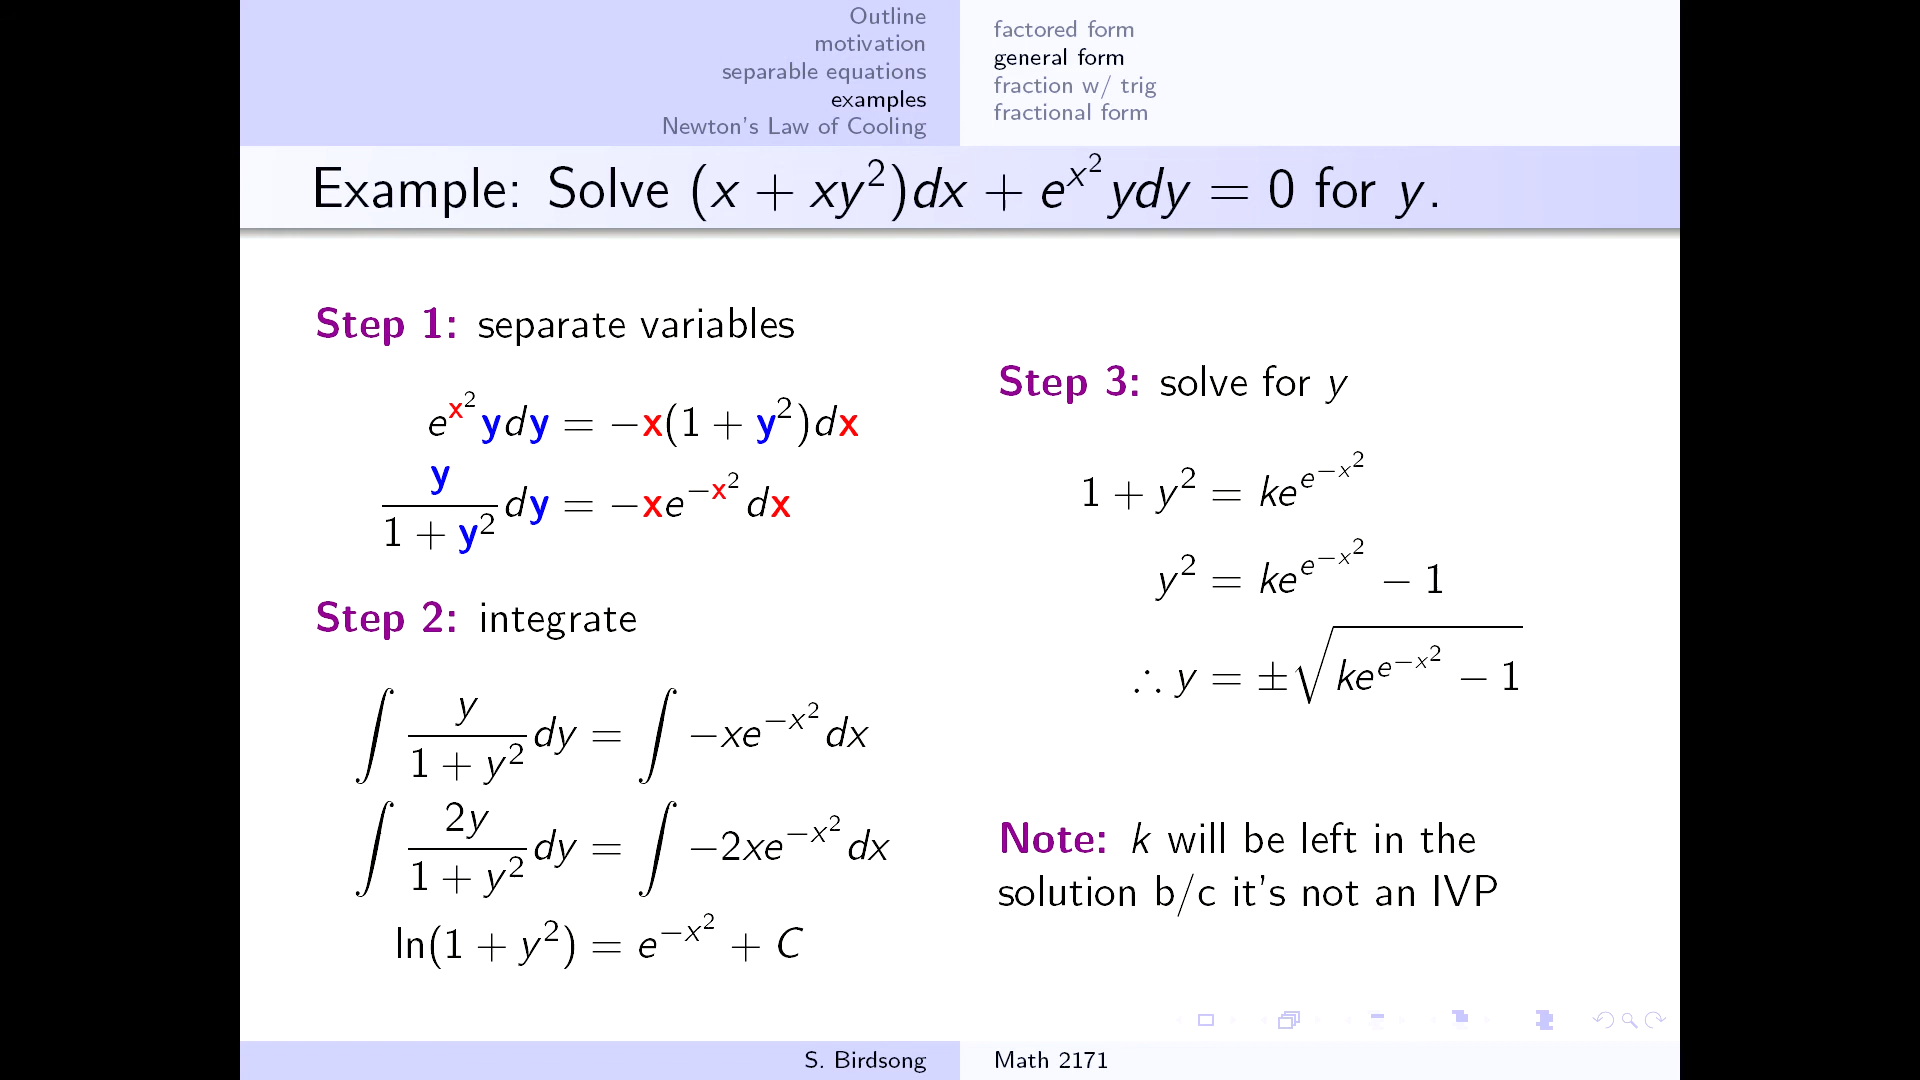 Outline
motivation
separable equations
examples
Newton's Law of Cooling
factored form
general form
fraction w/ trig
fractional form
Example: Solve (x + xy²)dx + e^{x²}ydy = 0 for y.
Step 1: separate variables
e^{x²}ydy = −x(1 + y²)dx
y/(1 + y²) dy = −xe^{−x²}dx
Step 2: integrate
∫ y/(1 + y²) dy = ∫ −xe^{−x²}dx
∫ 2y/(1 + y²) dy = ∫ −2xe^{−x²}dx
ln(1 + y²) = e^{−x²} + C
Step 3: solve for y
1 + y² = ke^{e^{−x²}}
y² = ke^{e^{−x²}} − 1
∴ y = ±√(ke^{e^{−x²}} − 1)
Note: k will be left in the
solution b/c it's not an IVP
S. Birdsong
Math 2171